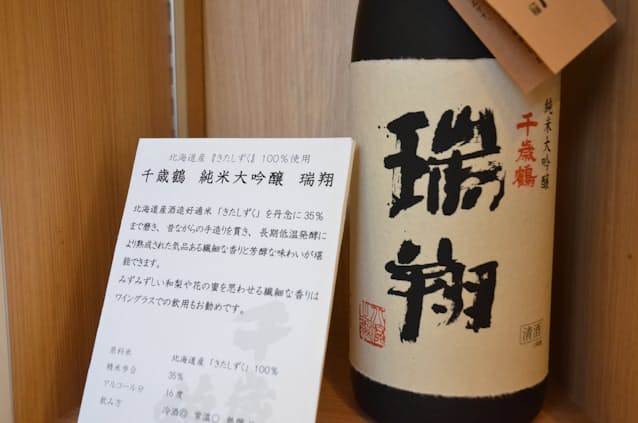 北海道産『きたしずく』100%使用
千歳鶴 純米大吟醸 瑞翔
北海道産酒造好適米「きたしずく」を丹念に35%
まで磨き、昔ながらの手造りを貫き、長期低温発酵に
より熟成された気品ある繊細な香りと芳醇な味わいが堪
能できます。
みずみずしい和梨や花の蜜を思わせる繊細な香りは
ワイングラスでの飲用もお勧めです。
原料米 北海道産「きたしずく」100%
精米歩合 35%
アルコール分 16度
飲み方 冷酒◎ 常温○
純米大吟醸
千歳鶴
瑞翔
清酒